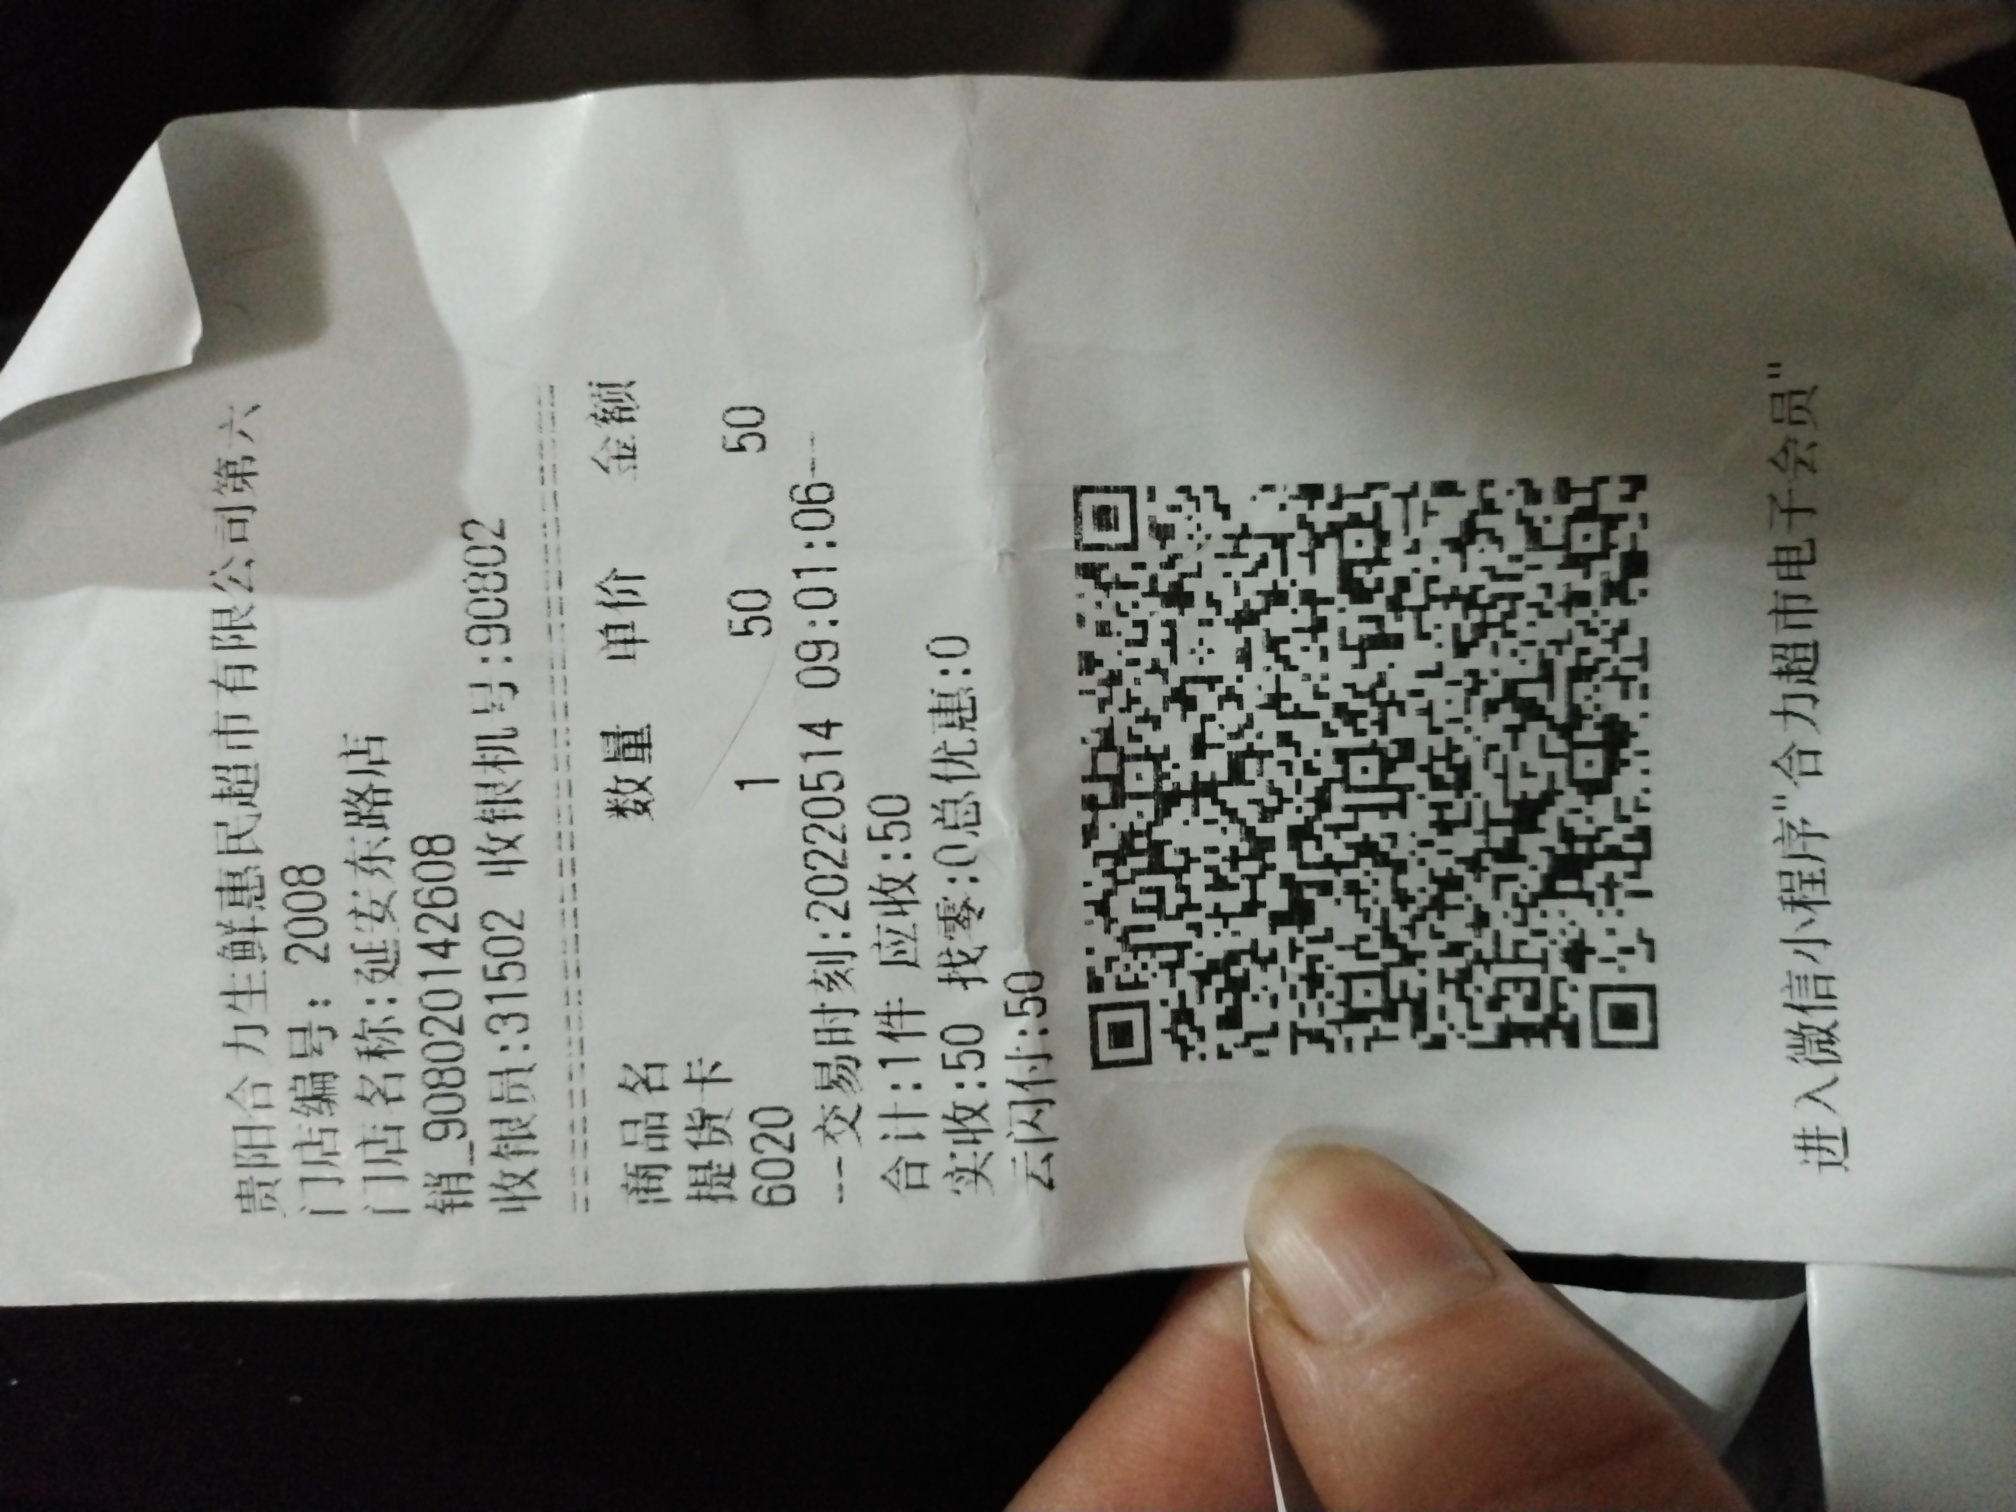 贵阳合力生鲜惠民超市有限公司第六
门店编号: 2008
门店名称:延安东路店
销_9080220142608
收银员:31502 收银机号:90802
商品名 数量 单价 金额
提货卡
6020 1 50 50
---交易时刻:20220514 09:01:06---
合计:1件 应收:50
实收:50 找零:0总优惠:0
云闪付:50
进入微信小程序"合力超市电子会员"